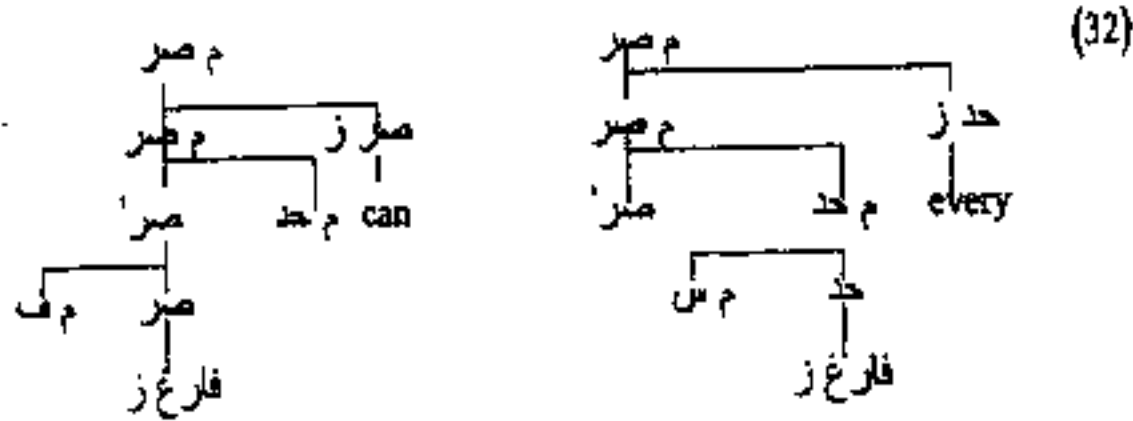 (32)
م صر
م صر
حد ز
م صر
م صر
صر ز
صر'
م حد
every
صر'
م حد
can
م س
حد
م ف
صر
فارغ ز
فارغ ز